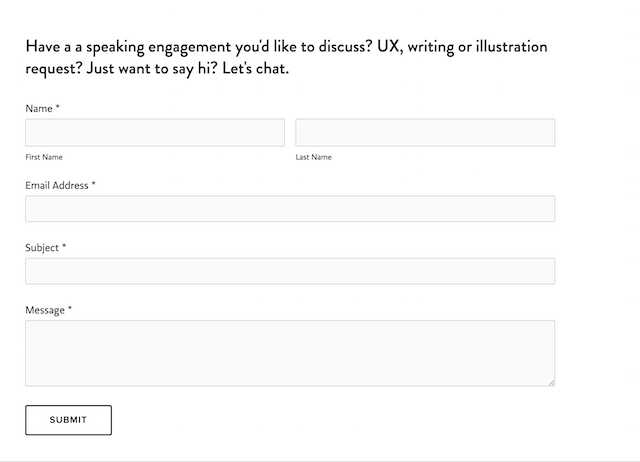 Have a a speaking engagement you'd like to discuss? UX, writing or illustration
request? Just want to say hi? Let's chat.
Name *
First Name
Last Name
Email Address *
Subject *
Message *
SUBMIT